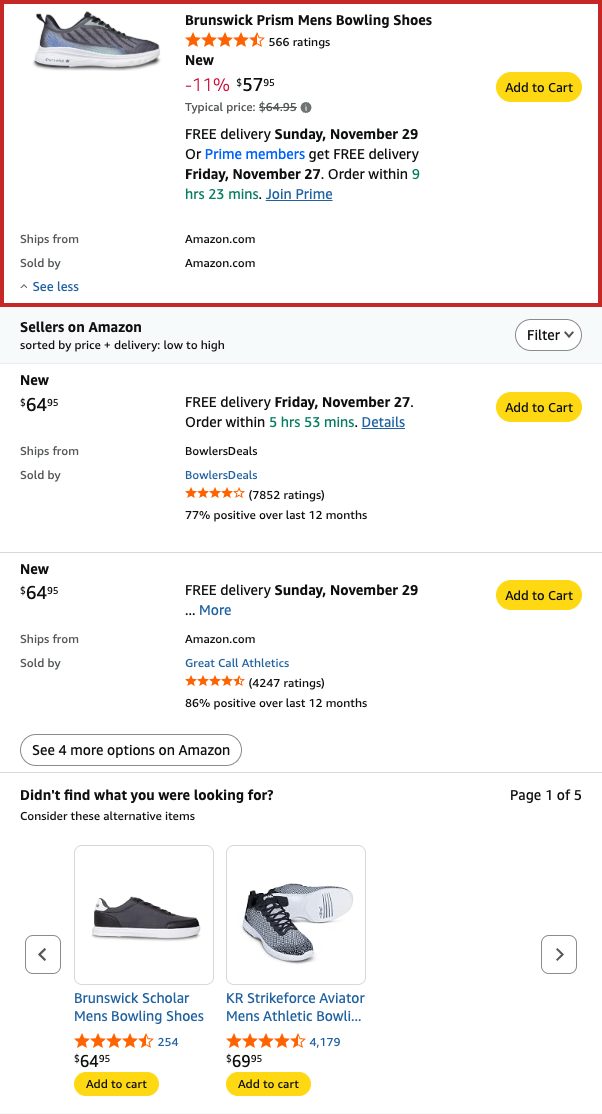 Brunswick Prism Mens Bowling Shoes
566 ratings
New
-11% $57.95
Typical price: $64.95
Add to Cart
FREE delivery Sunday, November 29
Or Prime members get FREE delivery
Friday, November 27. Order within 9
hrs 23 mins. Join Prime
Ships from Amazon.com
Sold by Amazon.com
See less
Sellers on Amazon
sorted by price + delivery: low to high
Filter
New
$64.95
FREE delivery Friday, November 27.
Order within 5 hrs 53 mins. Details
Add to Cart
Ships from BowlersDeals
Sold by BowlersDeals
(7852 ratings)
77% positive over last 12 months
New
$64.95
FREE delivery Sunday, November 29
... More
Add to Cart
Ships from Amazon.com
Sold by Great Call Athletics
(4247 ratings)
86% positive over last 12 months
See 4 more options on Amazon
Didn't find what you were looking for? Page 1 of 5
Consider these alternative items
Brunswick Scholar
Mens Bowling Shoes
254
$64.95
Add to cart
KR Strikeforce Aviator
Mens Athletic Bowli...
4,179
$69.95
Add to cart